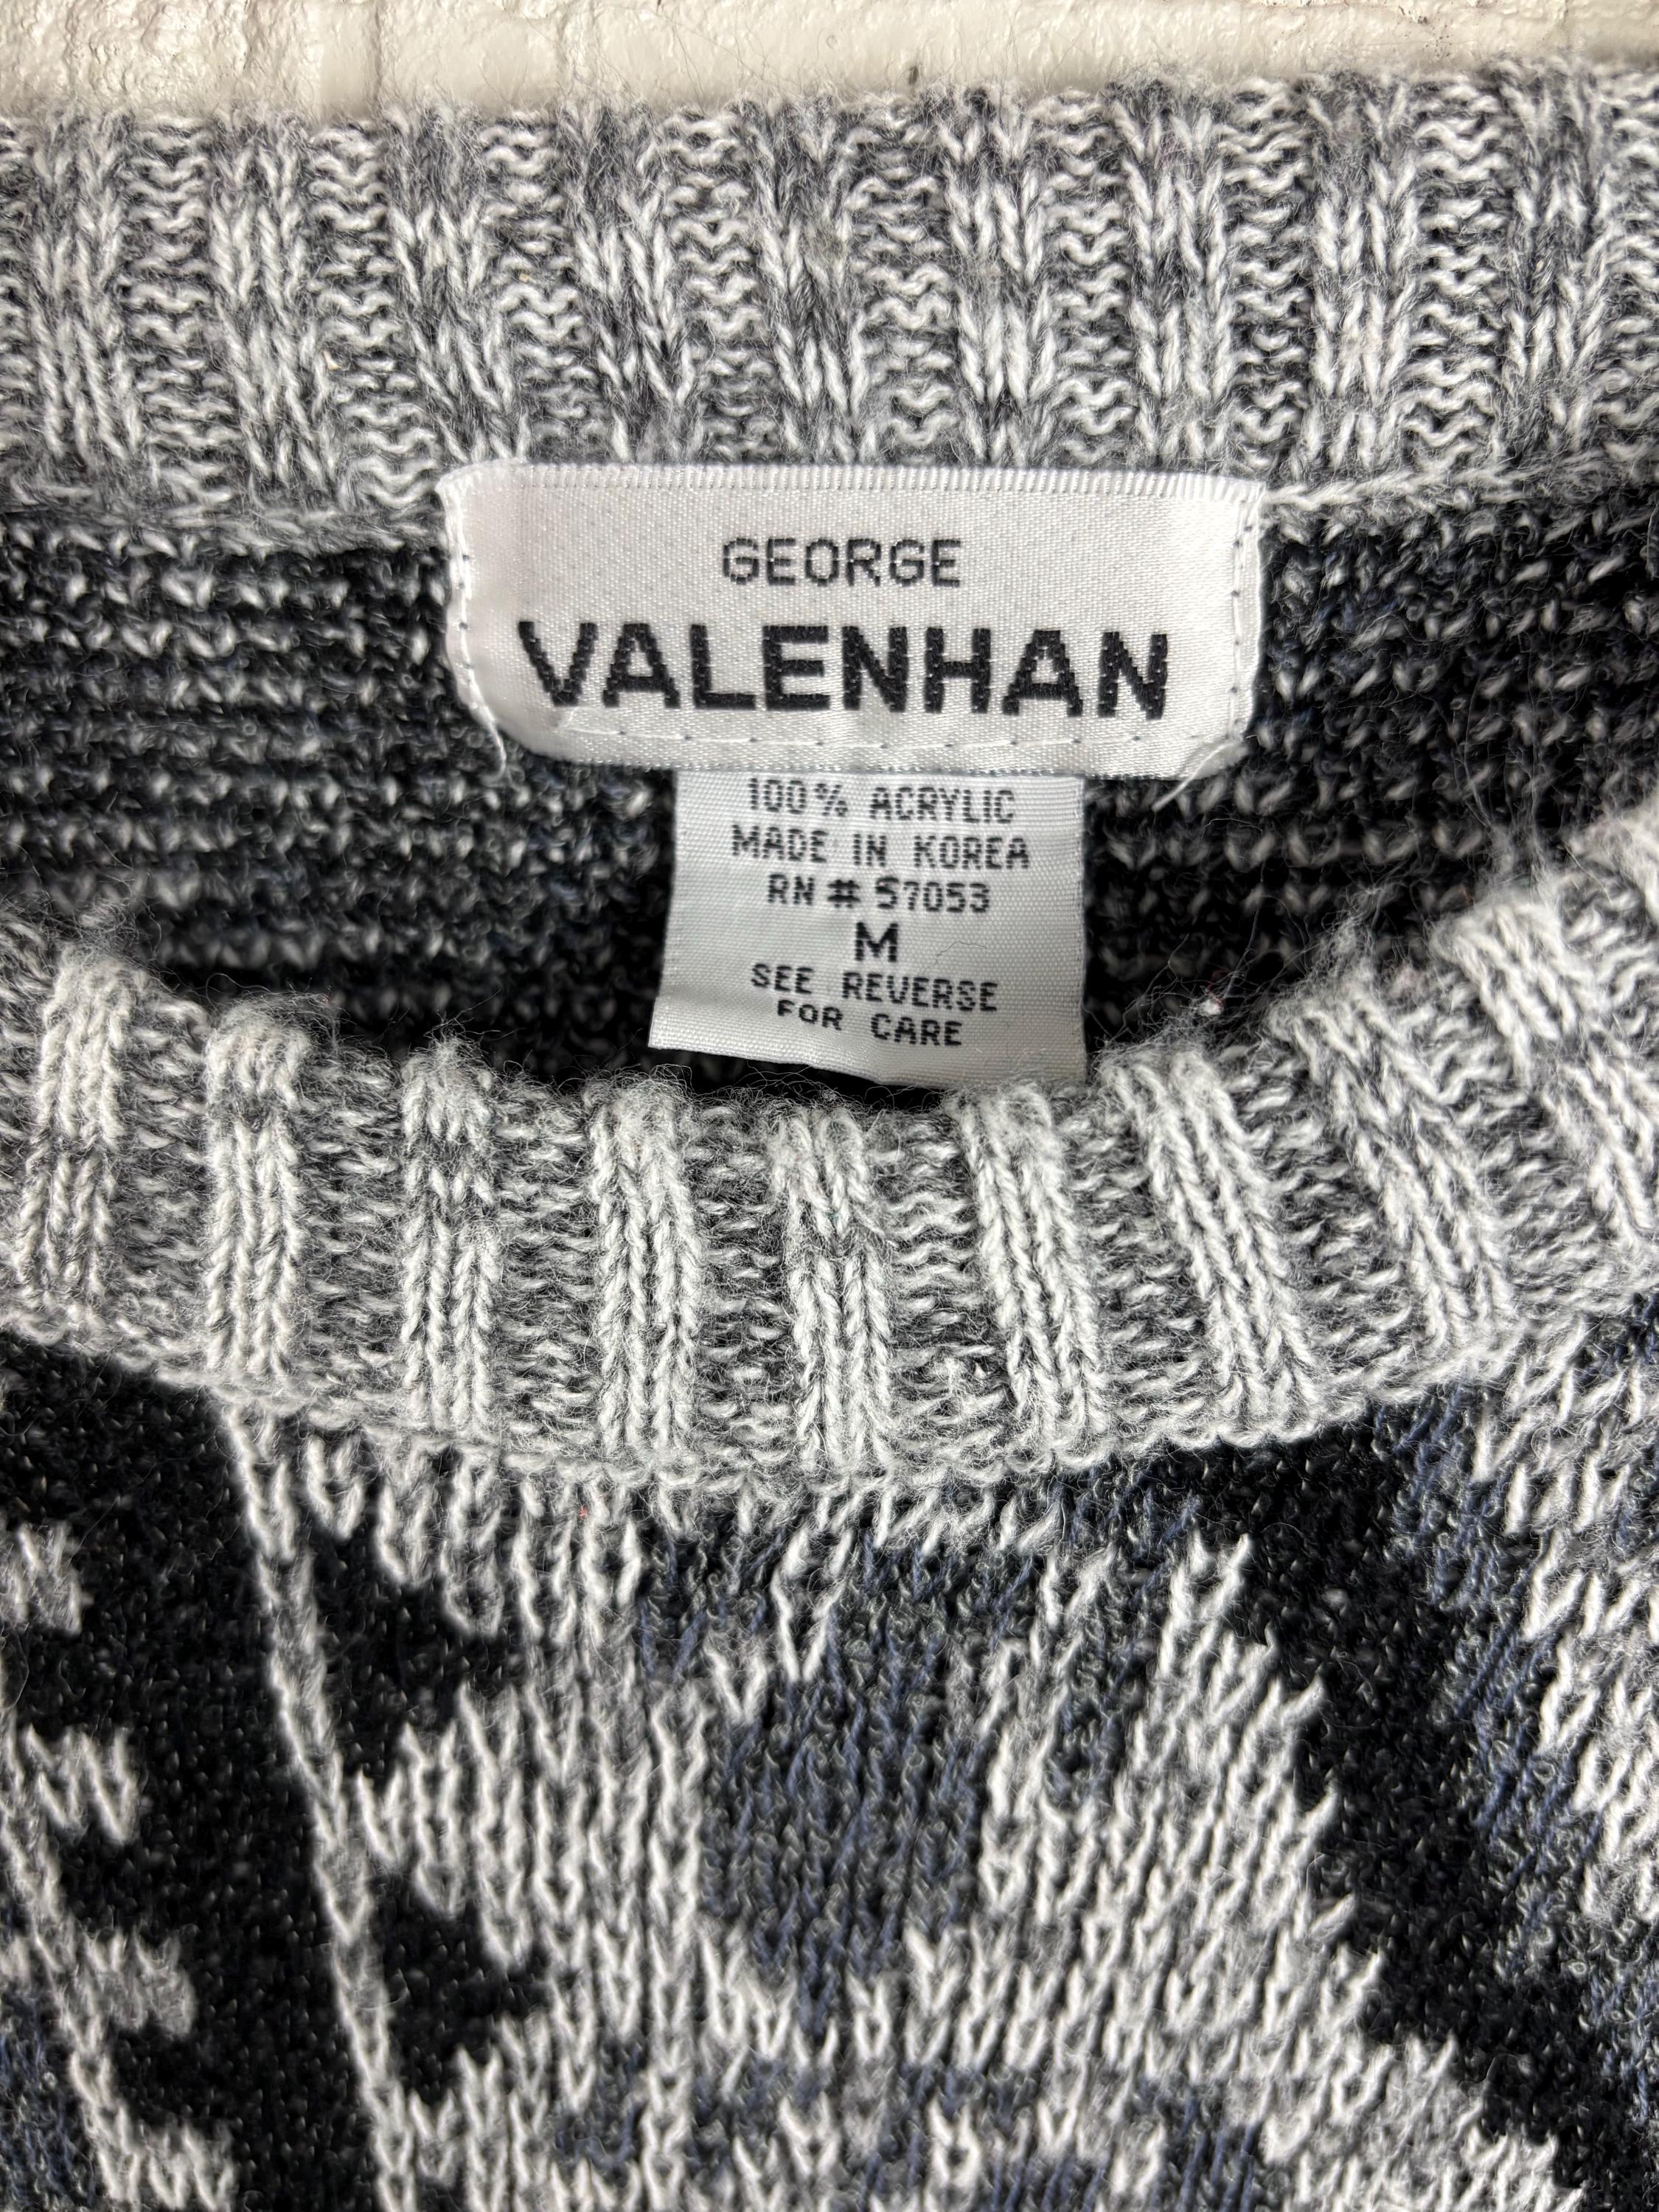 GEORGE
VALENHAN
100% ACRYLIC
MADE IN KOREA
RN # 57053
M
SEE REVERSE
FOR CARE